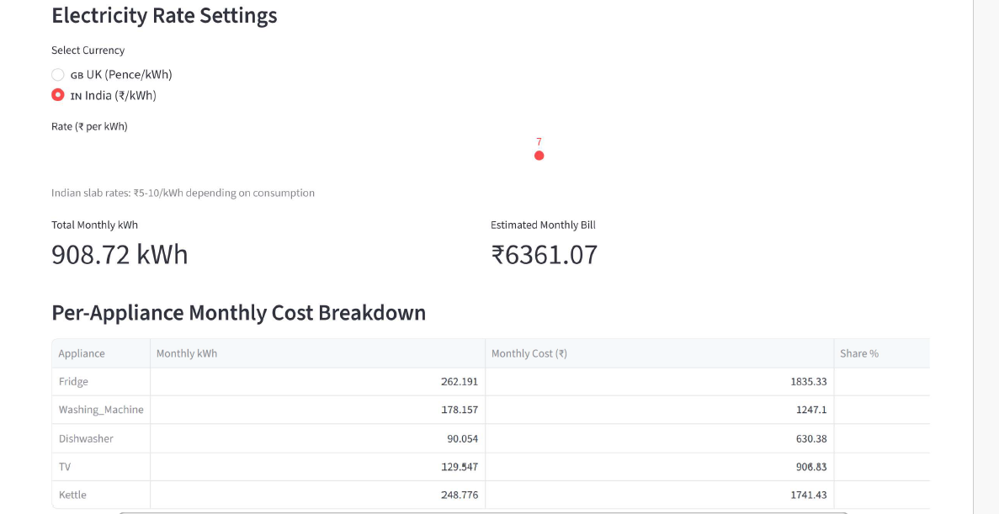 Electricity Rate Settings
Select Currency
GB UK (Pence/kWh)
IN India (₹/kWh)
Rate (₹ per kWh)
7
Indian slab rates: ₹5-10/kWh depending on consumption
Total Monthly kWh Estimated Monthly Bill
908.72 kWh ₹6361.07
Per-Appliance Monthly Cost Breakdown
Appliance Monthly kWh Monthly Cost (₹) Share %
Fridge 262.191 1835.33
Washing_Machine 178.157 1247.1
Dishwasher 90.054 630.38
TV 129.547 906.83
Kettle 248.776 1741.43